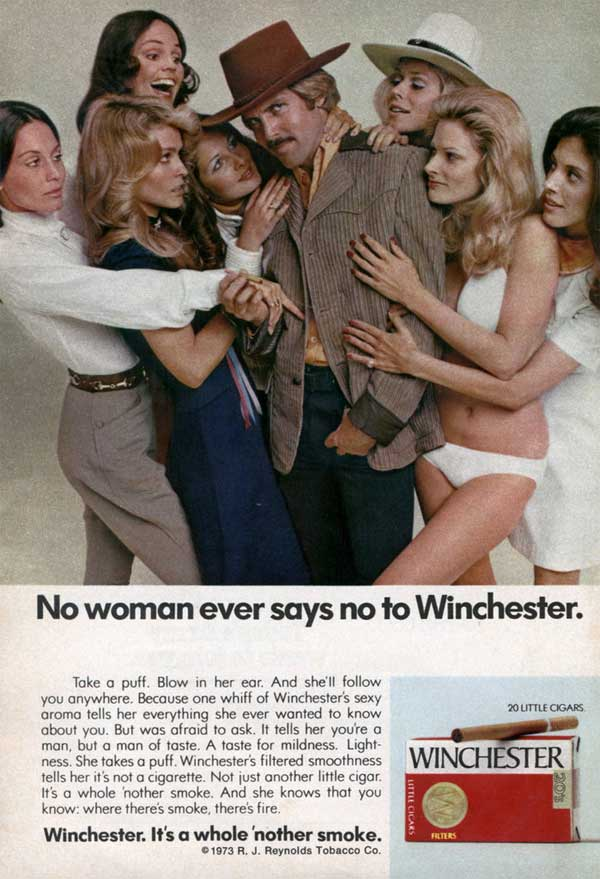 No woman ever says no to Winchester.
Take a puff. Blow in her ear. And she'll follow
you anywhere. Because one whiff of Winchester's sexy
aroma tells her everything she ever wanted to know
about you. But was afraid to ask. It tells her you're a
man, but a man of taste. A taste for mildness. Light-
ness. She takes a puff. Winchester's filtered smoothness
tells her it's not a cigarette. Not just another little cigar.
It's a whole 'nother smoke. And she knows that you
know: where there's smoke, there's fire.
Winchester. It's a whole 'nother smoke.
© 1973 R. J. Reynolds Tobacco Co.
20 LITTLE CIGARS.
WINCHESTER
20's
LITTLE CIGARS
W
FILTERS